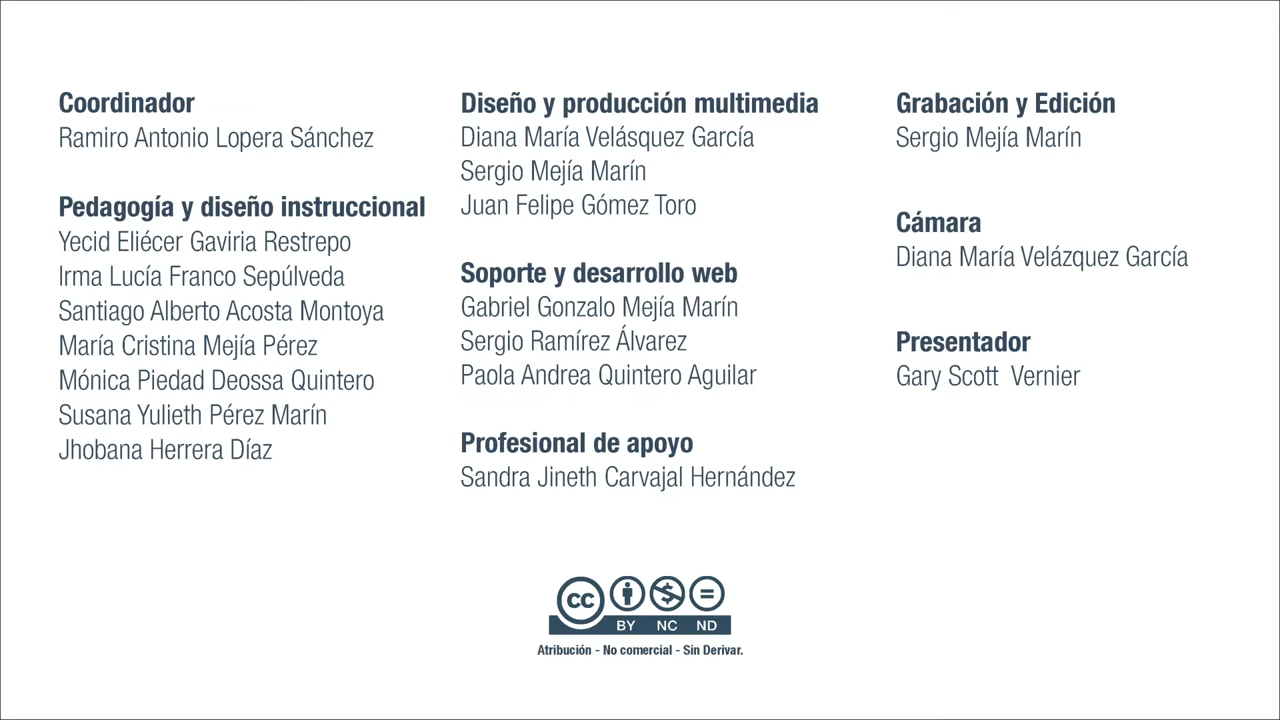 Coordinador
Ramiro Antonio Lopera Sánchez
Pedagogía y diseño instruccional
Yecid Eliécer Gaviria Restrepo
Irma Lucía Franco Sepúlveda
Santiago Alberto Acosta Montoya
María Cristina Mejía Pérez
Mónica Piedad Deossa Quintero
Susana Yulieth Pérez Marín
Jhobana Herrera Díaz
Diseño y producción multimedia
Diana María Velásquez García
Sergio Mejía Marín
Juan Felipe Gómez Toro
Soporte y desarrollo web
Gabriel Gonzalo Mejía Marín
Sergio Ramírez Álvarez
Paola Andrea Quintero Aguilar
Profesional de apoyo
Sandra Jineth Carvajal Hernández
Grabación y Edición
Sergio Mejía Marín
Cámara
Diana María Velázquez García
Presentador
Gary Scott  Vernier
cc
BY NC ND
Atribución - No comercial - Sin Derivar.